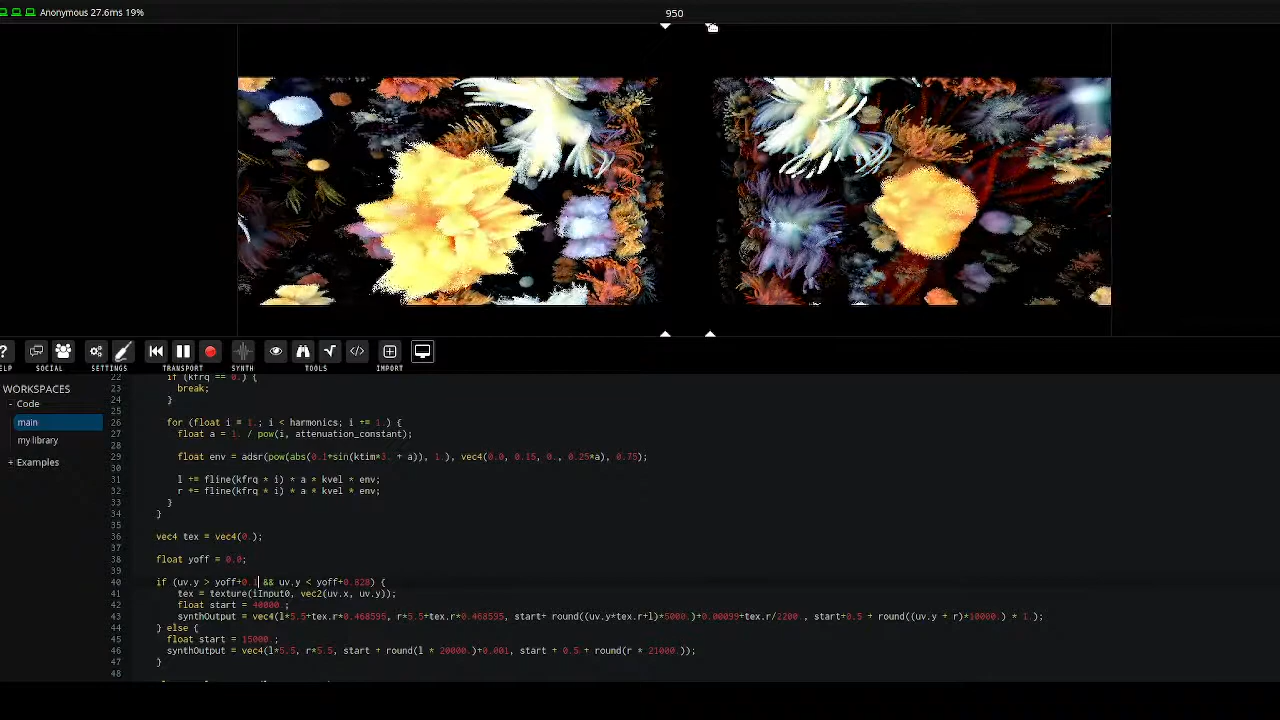 Anonymous 27.6ms 19%
950
SOCIAL
SETTINGS
TRANSPORT
SYNTH
TOOLS
IMPORT
WORKSPACES
- Code
main
my library
+ Examples
22 if (kfrq == 0.) {
23 break;
24 }
25
26 for (float i = 1.; i < harmonics; i += 1.) {
27 float a = 1. / pow(i, attenuation_constant);
28
29 float env = adsr(pow(abs(0.1+sin(ktim*3. + a)), 1.), vec4(0.0, 0.15, 0., 0.25*a), 0.75);
30
31 l += fline(kfrq * i) * a * kvel * env;
32 r += fline(kfrq * i) * a * kvel * env;
33 }
34 }
35
36 vec4 tex = vec4(0.);
37
38 float yoff = 0.0;
39
40 if (uv.y > yoff+0.1 && uv.y < yoff+0.828) {
41 tex = texture(iInput0, vec2(uv.x, uv.y));
42 float start = 40000.;
43 synthOutput = vec4(l*5.5+tex.r*0.468595, r*5.5+tex.r*0.468595, start+ round((uv.y*tex.r+l)*5000.)+0.00099+tex.r/2200., start+0.5 + round((uv.y + r)*10000.) * 1.);
44 } else {
45 float start = 15000.;
46 synthOutput = vec4(l*5.5, r*5.5, start + round(l * 20000.)+0.001, start + 0.5 + round(r * 21000.));
47 }
48